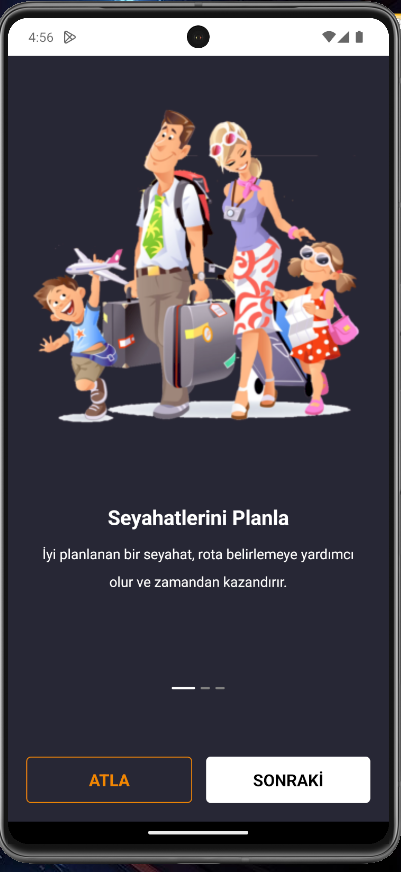 4:56
Seyahatlerini Planla
İyi planlanan bir seyahat, rota belirlemeye yardımcı
olur ve zamandan kazandırır.
ATLA
SONRAKİ